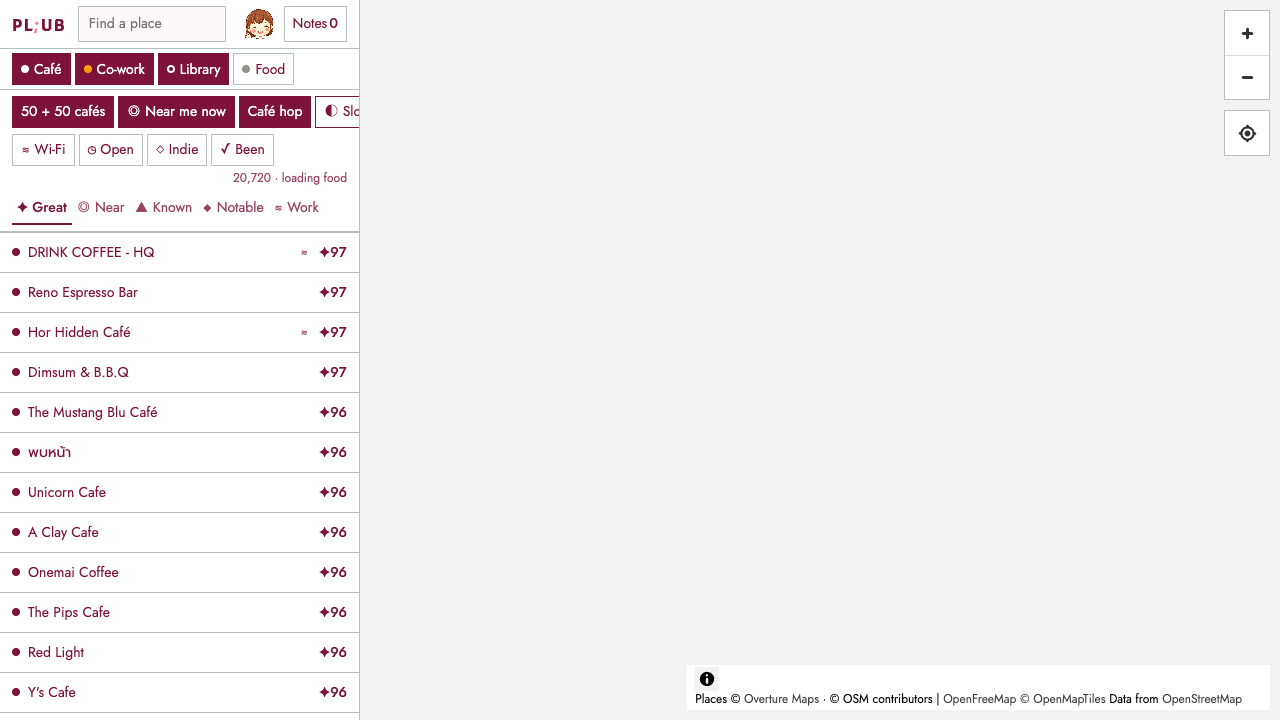 PL;UB Find a place Notes 0
Café Co-work Library Food
50 + 50 cafés Near me now Café hop Slo
Wi-Fi Open Indie Been
20,720 · loading food
Great Near Known Notable Work
DRINK COFFEE - HQ 97
Reno Espresso Bar 97
Hor Hidden Café 97
Dimsum & B.B.Q 97
The Mustang Blu Café 96
พบหน้า 96
Unicorn Cafe 96
A Clay Cafe 96
Onemai Coffee 96
The Pips Cafe 96
Red Light 96
Y's Cafe 96
Places © Overture Maps · © OSM contributors | OpenFreeMap © OpenMapTiles Data from OpenStreetMap